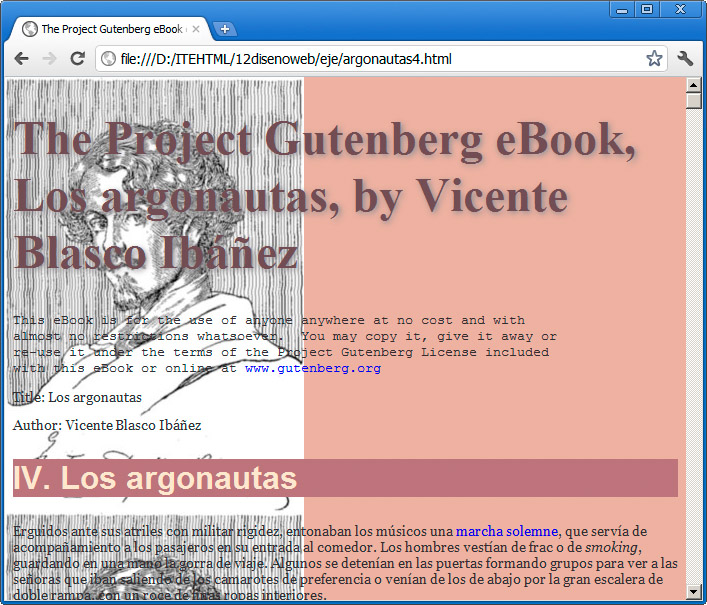 The Project Gutenberg eBook
file:///D:/ITEHTML/12disenoweb/eje/argonautas4.html
The Project Gutenberg eBook,
Los argonautas, by Vicente
Blasco Ibáñez
This eBook is for the use of anyone anywhere at no cost and with
almost no restrictions whatsoever. You may copy it, give it away or
re-use it under the terms of the Project Gutenberg License included
with this eBook or online at www.gutenberg.org
Title: Los argonautas
Author: Vicente Blasco Ibáñez
IV. Los argonautas
Erguidos ante sus atriles con militar rigidez, entonaban los músicos una marcha solemne, que servía de
acompañamiento a los pasajeros en su entrada al comedor. Los hombres vestían de frac o de smoking,
guardando en una mano la gorra de viaje. Algunos se detenían en las puertas formando grupos para ver a las
señoras que iban saliendo de los camarotes de preferencia o venían de los de abajo por la gran escalera de
doble rampa, con un roce de finas ropas interiores.